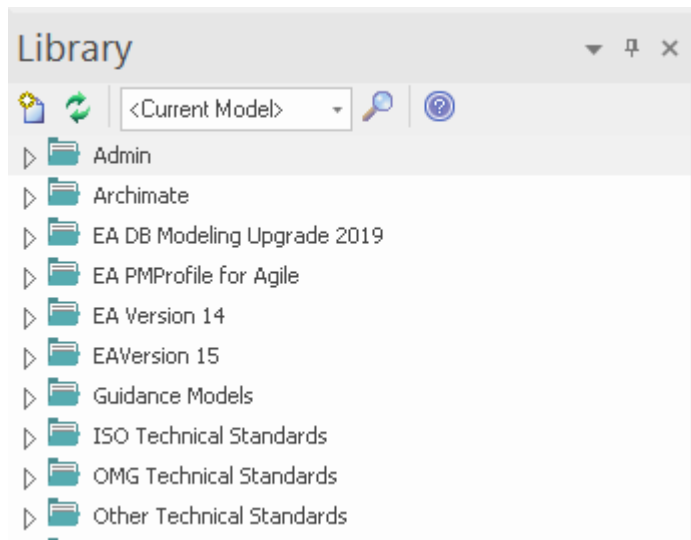 Library
<Current Model>
Admin
Archimate
EA DB Modeling Upgrade 2019
EA PMProfile for Agile
EA Version 14
EAVersion 15
Guidance Models
ISO Technical Standards
OMG Technical Standards
Other Technical Standards